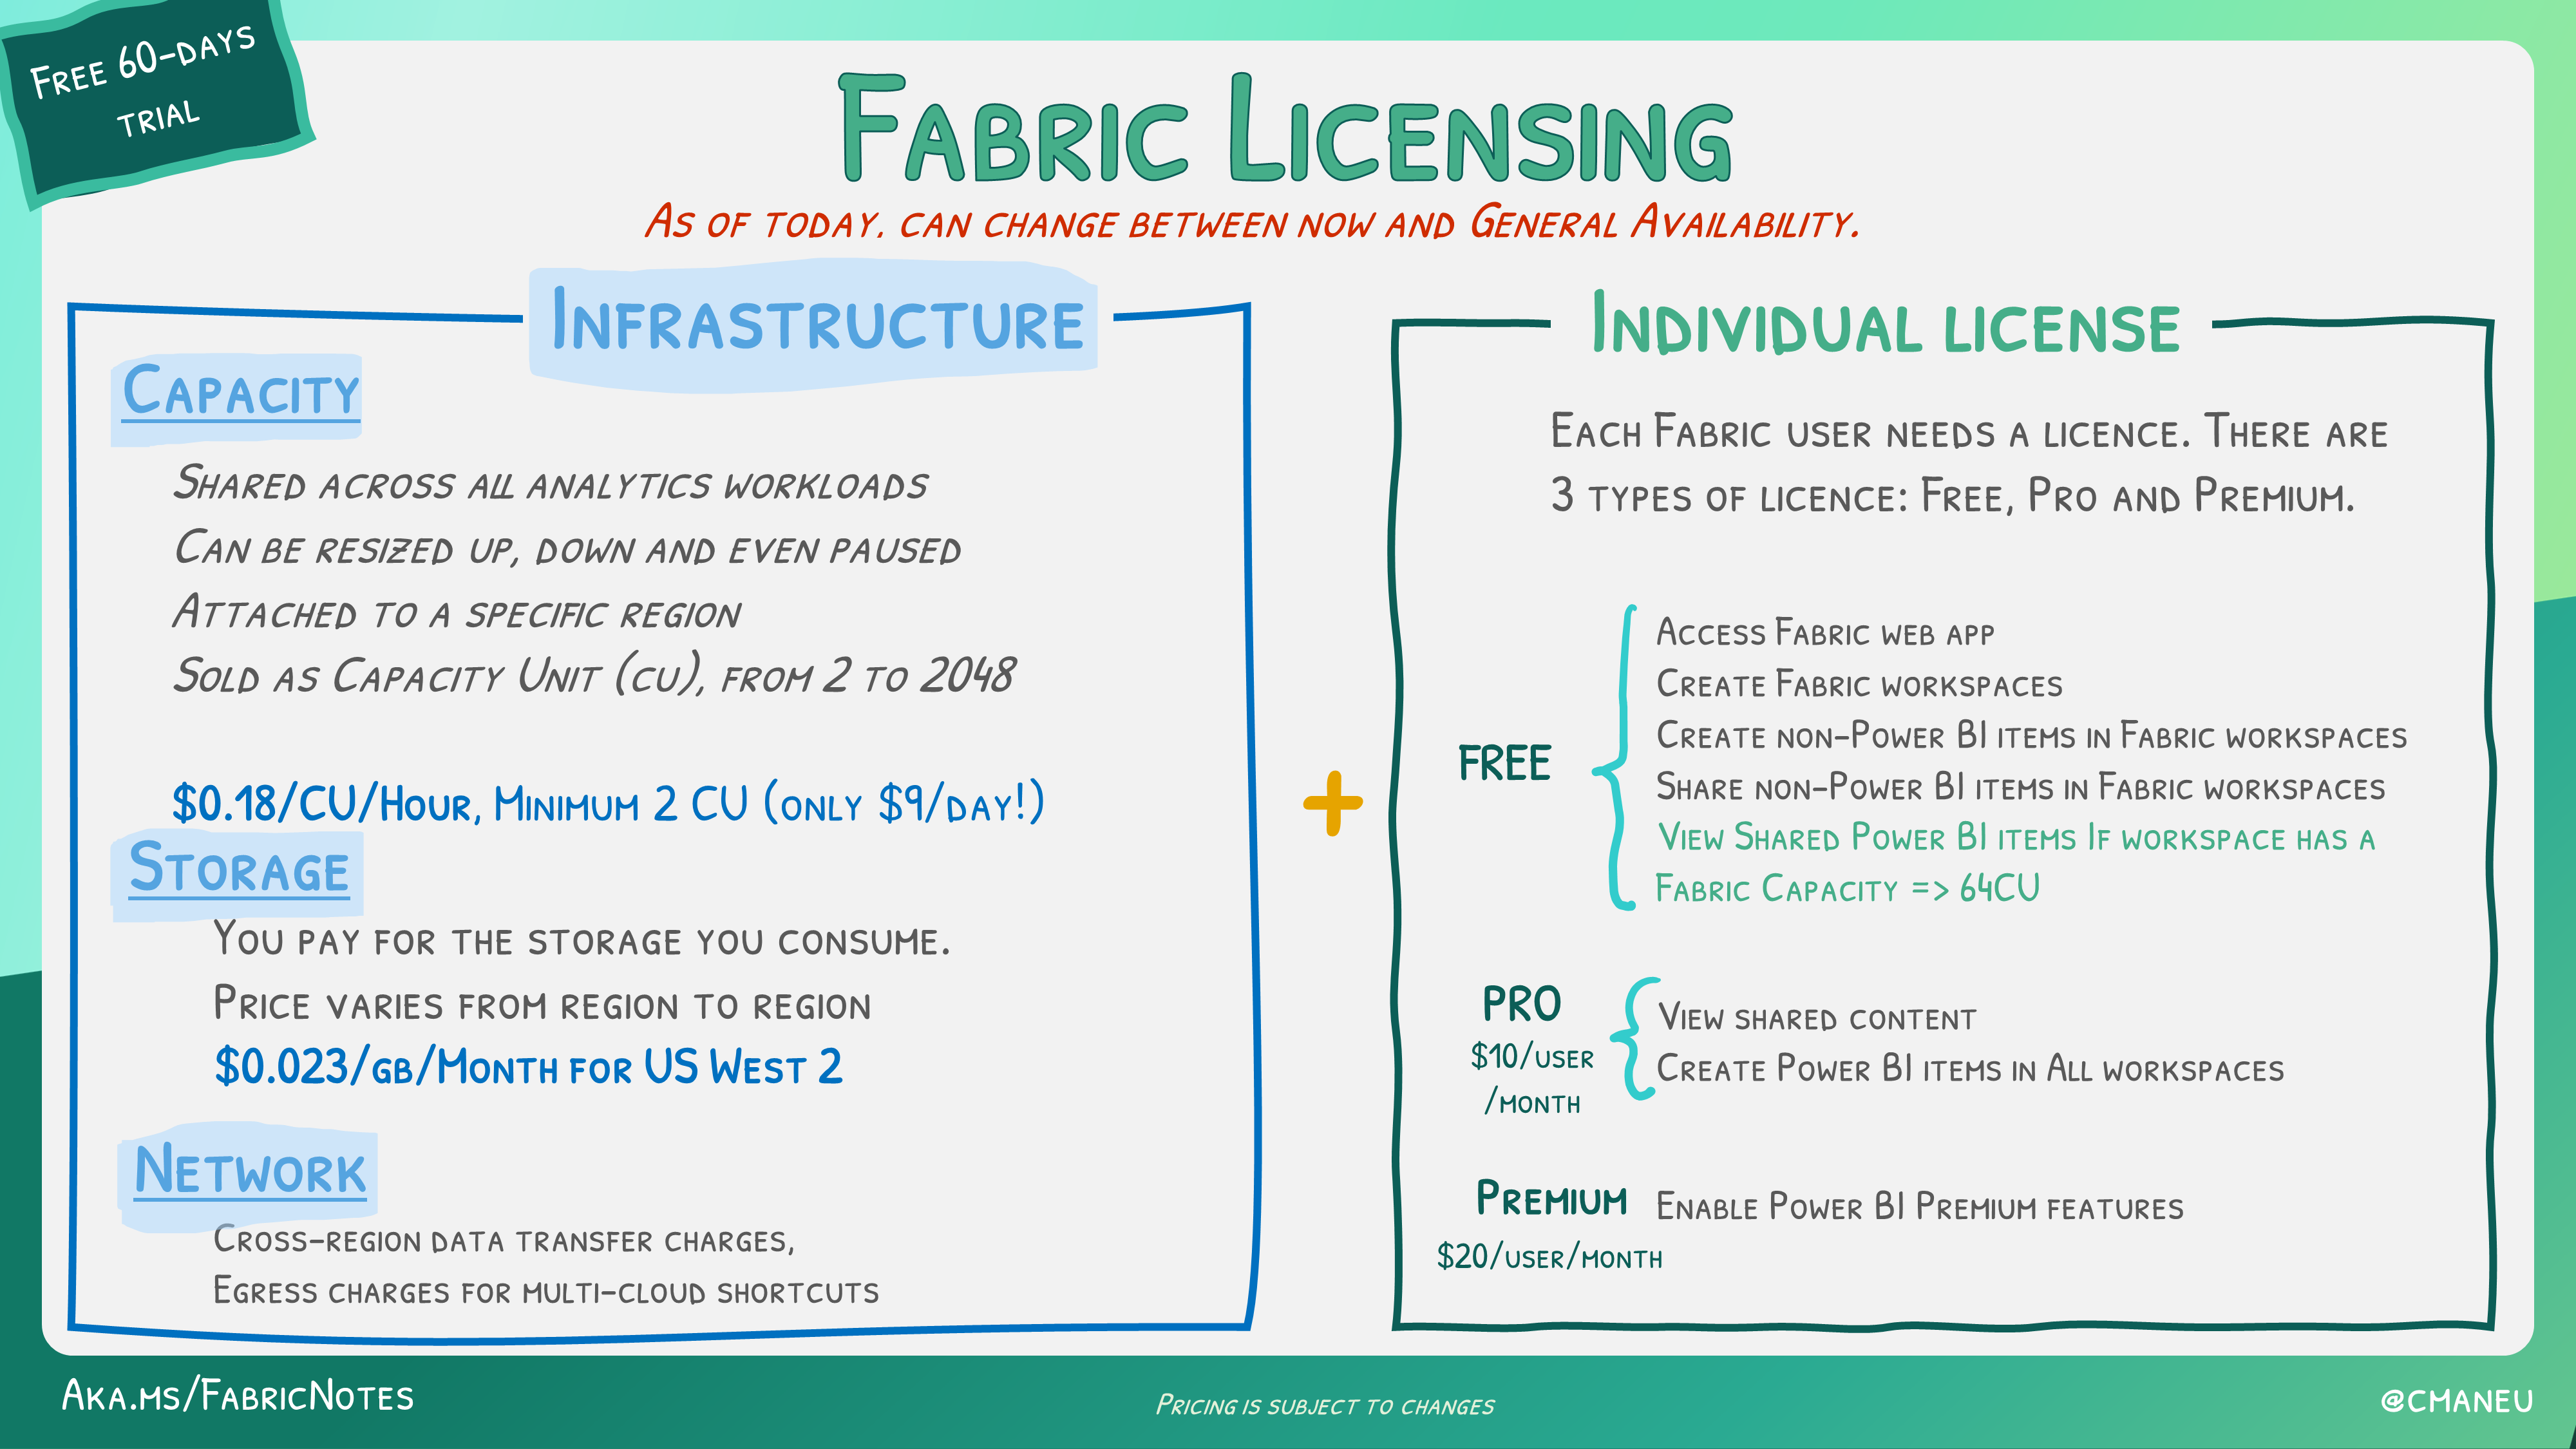 Free 60-days
trial
Fabric Licensing
As of today. can change between now and General Availability.
Infrastructure
Capacity
Shared across all analytics workloads
Can be resized up, down and even paused
Attached to a specific region
Sold as Capacity Unit (cu), from 2 to 2048
$0.18/CU/Hour, Minimum 2 CU (only $9/day!)
Storage
You pay for the storage you consume.
Price varies from region to region
$0.023/gb/Month for US West 2
Network
Cross-region data transfer charges,
Egress charges for multi-cloud shortcuts
+
Individual license
Each Fabric user needs a licence. There are
3 types of licence: Free, Pro and Premium.
FREE
Access Fabric web app
Create Fabric workspaces
Create non-Power BI items in Fabric workspaces
Share non-Power BI items in Fabric workspaces
View Shared Power BI items If workspace has a
Fabric Capacity => 64CU
PRO
$10/user
/month
View shared content
Create Power BI items in All workspaces
Premium
$20/user/month
Enable Power BI Premium features
Aka.ms/FabricNotes
Pricing is subject to changes
@cmaneu